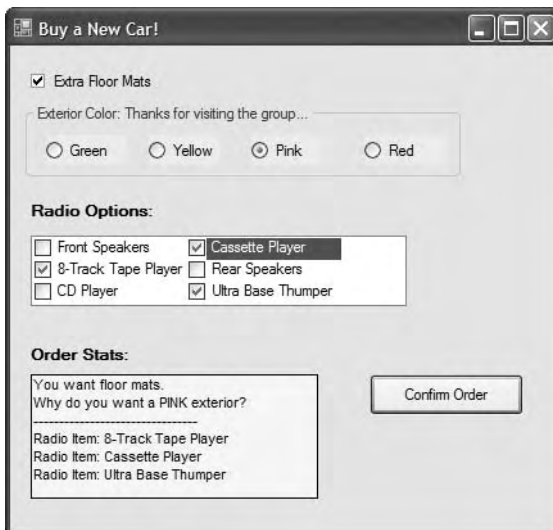 Buy a New Car!
Extra Floor Mats
Exterior Color: Thanks for visiting the group...
Green Yellow Pink Red
Radio Options:
Front Speakers Cassette Player
8-Track Tape Player Rear Speakers
CD Player Ultra Base Thumper
Order Stats:
You want floor mats.
Why do you want a PINK exterior?
--------------------------------
Radio Item: 8-Track Tape Player
Radio Item: Cassette Player
Radio Item: Ultra Base Thumper
Confirm Order